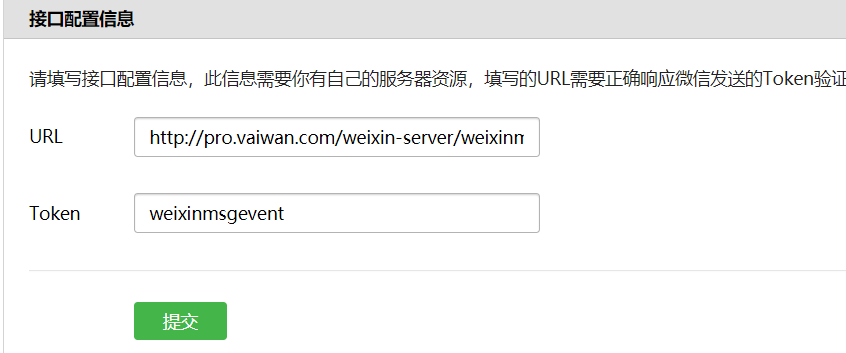 接口配置信息
请填写接口配置信息，此信息需要你有自己的服务器资源，填写的URL需要正确响应微信发送的Token验证
URL http://pro.vaiwan.com/weixin-server/weixinm
Token weixinmsgevent
提交